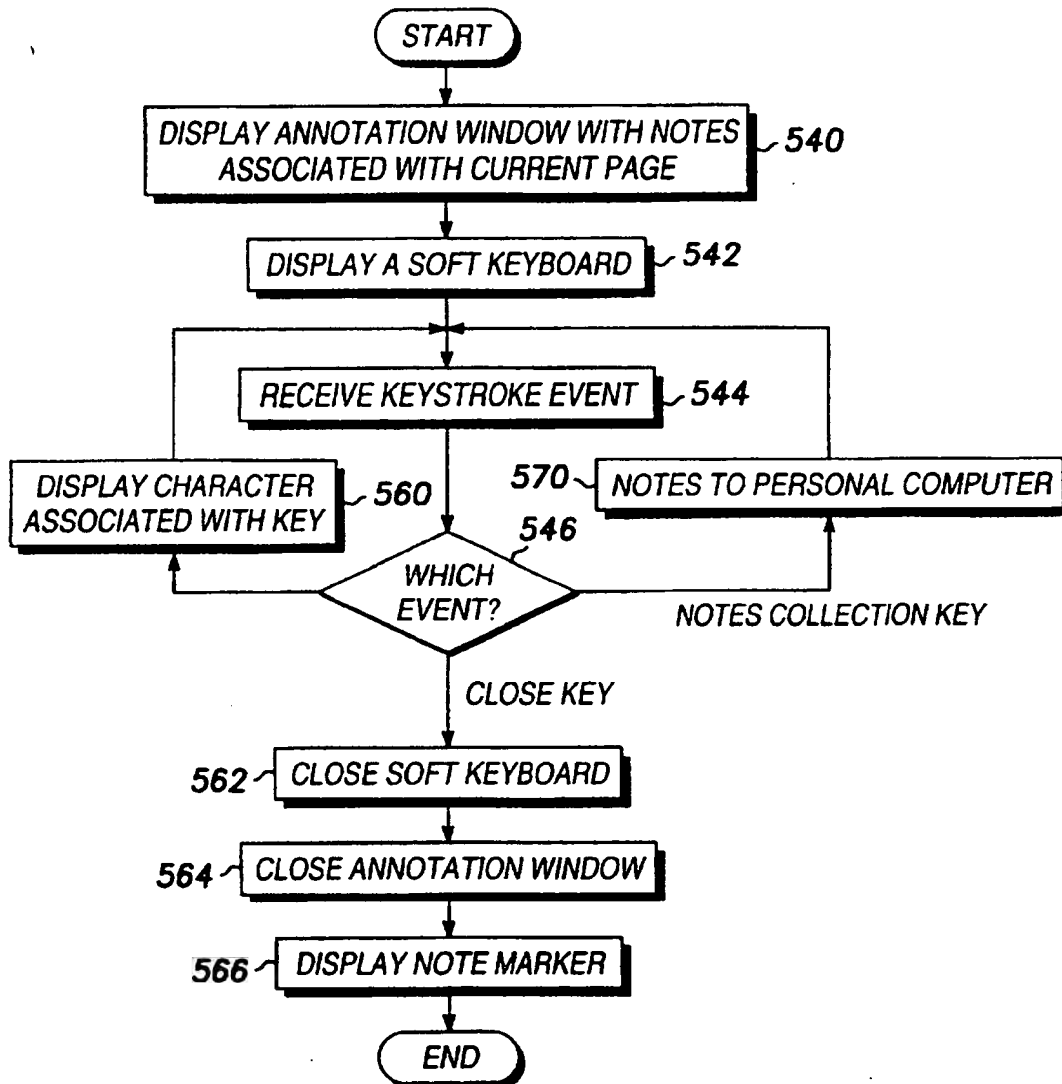 START
DISPLAY ANNOTATION WINDOW WITH NOTES
ASSOCIATED WITH CURRENT PAGE
540
DISPLAY A SOFT KEYBOARD
542
RECEIVE KEYSTROKE EVENT
544
DISPLAY CHARACTER
ASSOCIATED WITH KEY
560
570
NOTES TO PERSONAL COMPUTER
546
WHICH
EVENT?
NOTES COLLECTION KEY
CLOSE KEY
562
CLOSE SOFT KEYBOARD
564
CLOSE ANNOTATION WINDOW
566
DISPLAY NOTE MARKER
END